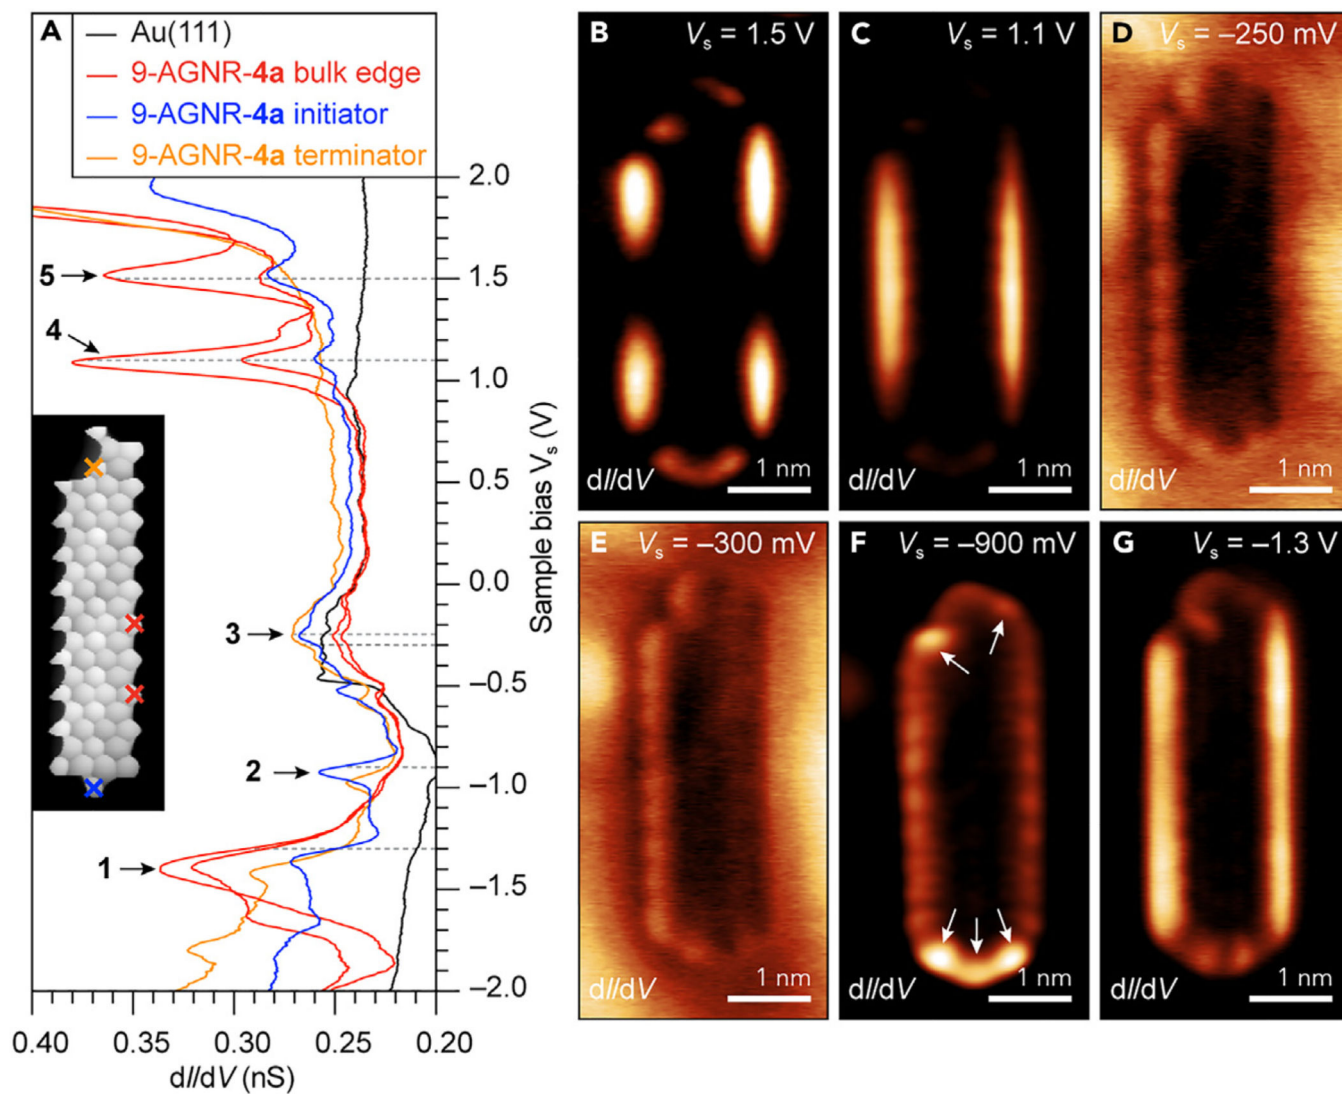 A
Au(111)
9-AGNR-4a bulk edge
9-AGNR-4a initiator
9-AGNR-4a terminator
5
4
3
2
1
2.0
1.5
1.0
0.5
0.0
−0.5
−1.0
−1.5
−2.0
Sample bias Vs (V)
0.40 0.35 0.30 0.25 0.20
dI/dV (nS)
B Vs = 1.5 V
dI/dV 1 nm
C Vs = 1.1 V
dI/dV 1 nm
D Vs = –250 mV
dI/dV 1 nm
E Vs = –300 mV
dI/dV 1 nm
F Vs = –900 mV
dI/dV 1 nm
G Vs = –1.3 V
dI/dV 1 nm